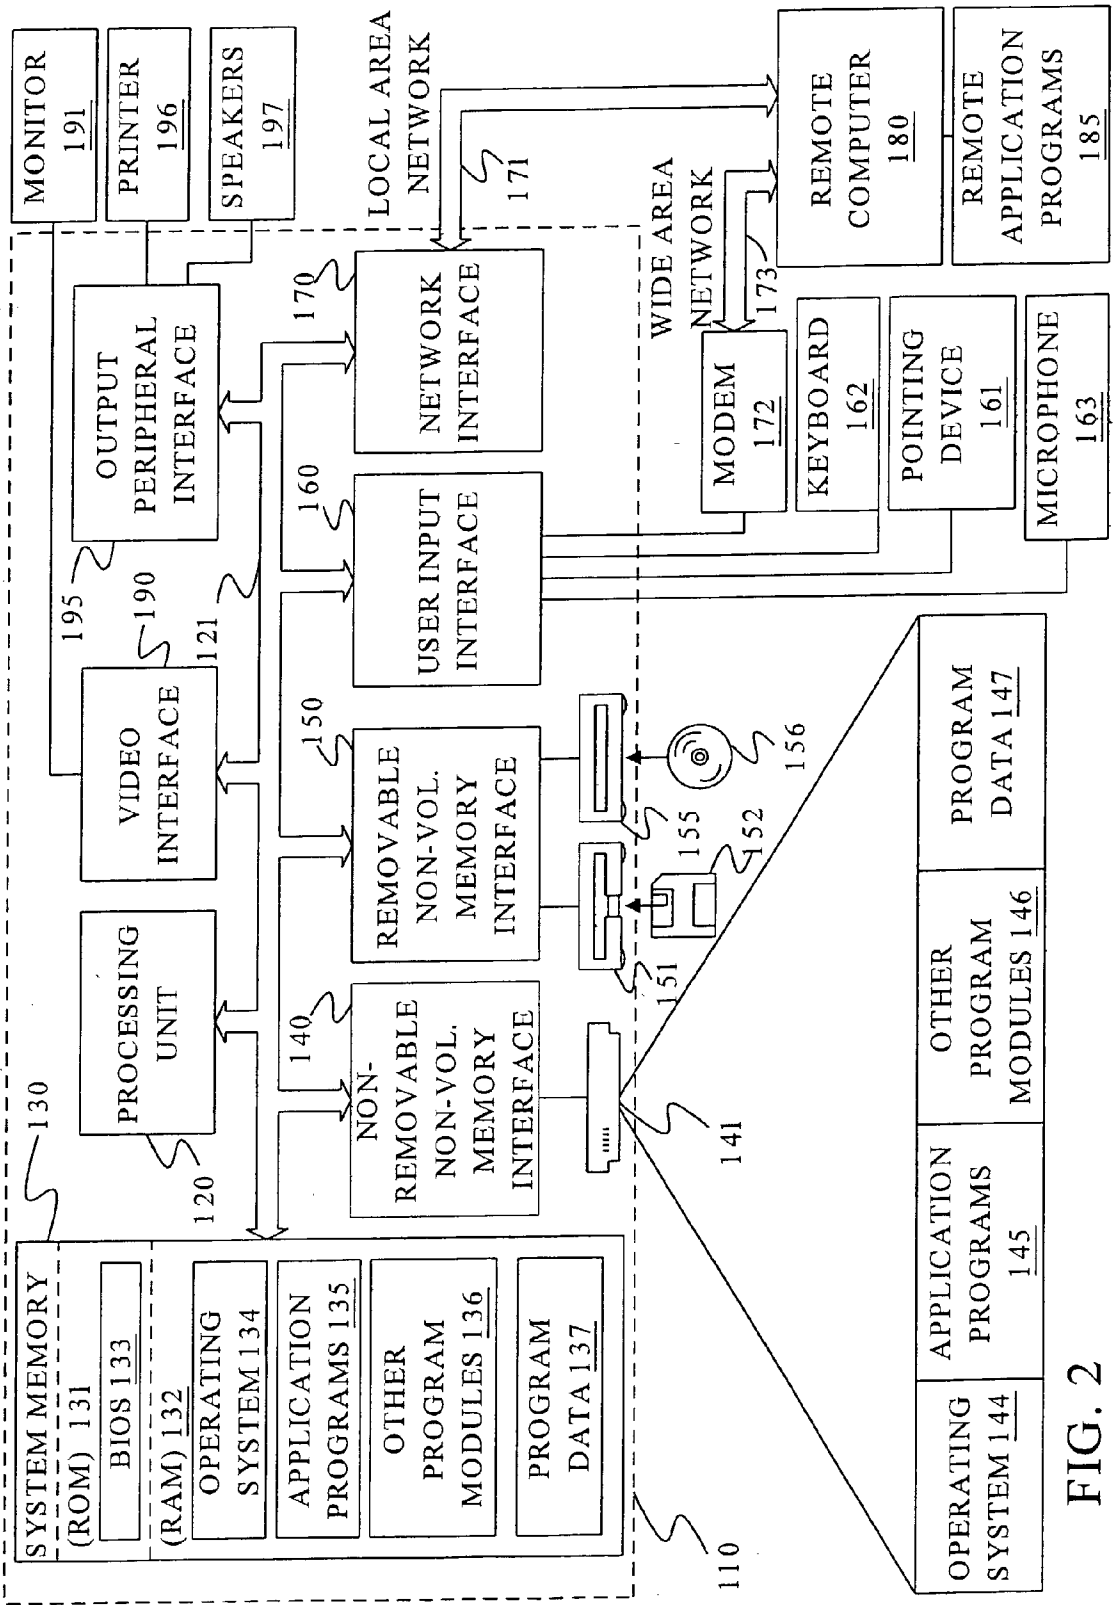 SYSTEM MEMORY
(ROM) 131
BIOS 133
(RAM) 132
OPERATING
SYSTEM 134
APPLICATION
PROGRAMS 135
OTHER
PROGRAM
MODULES 136
PROGRAM
DATA 137
130
120
PROCESSING
UNIT
VIDEO
INTERFACE
190
195
121
OUTPUT
PERIPHERAL
INTERFACE
MONITOR
191
PRINTER
196
SPEAKERS
197
140
NON-
REMOVABLE
NON-VOL.
MEMORY
INTERFACE
150
REMOVABLE
NON-VOL.
MEMORY
INTERFACE
160
USER INPUT
INTERFACE
170
NETWORK
INTERFACE
LOCAL AREA
NETWORK
171
WIDE AREA
NETWORK
173
110
141
151
152
155
156
MODEM
172
KEYBOARD
162
POINTING
DEVICE
161
MICROPHONE
163
REMOTE
COMPUTER
180
REMOTE
APPLICATION
PROGRAMS
185
OPERATING
SYSTEM 144
APPLICATION
PROGRAMS
145
OTHER
PROGRAM
MODULES 146
PROGRAM
DATA 147
FIG. 2